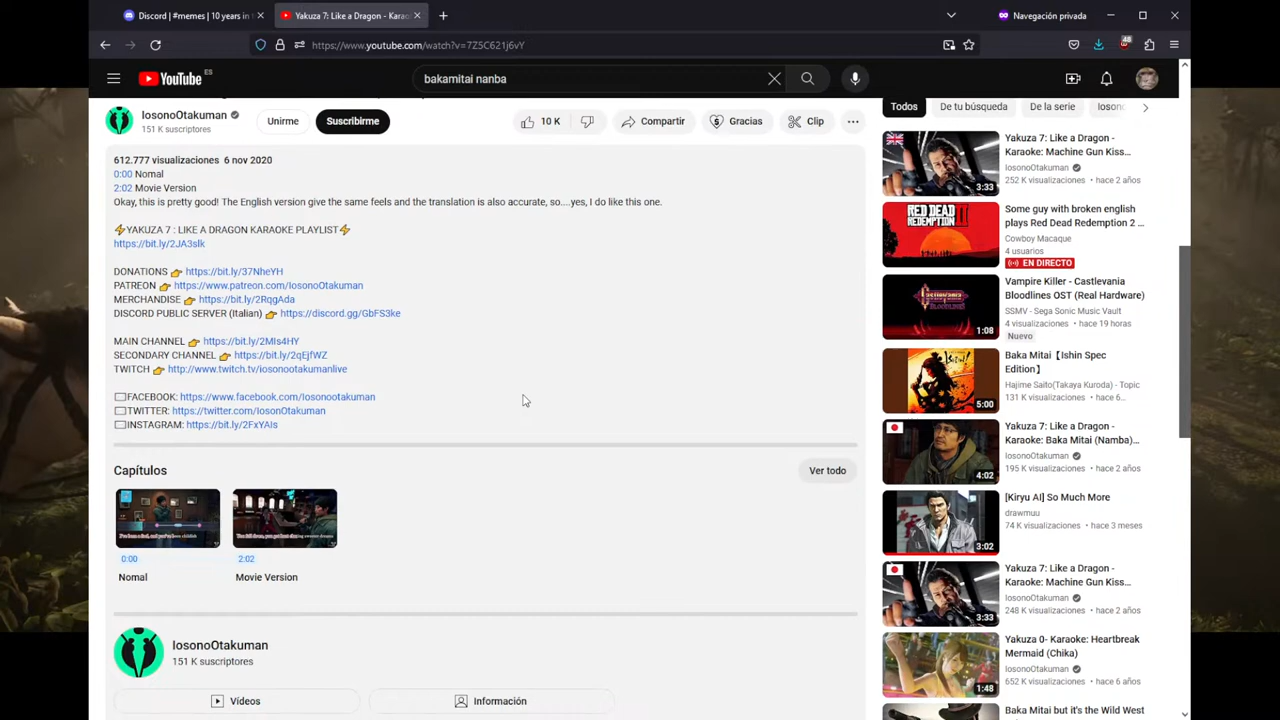 Discord | #memes | 10 years in t
Yakuza 7: Like a Dragon - Karao
Navegación privada
https://www.youtube.com/watch?v=7Z5C621j6vY
48
YouTube ES
bakamitai nanba
IosonoOtakuman
151 K suscriptores
Unirme
Suscribirme
10 K
Compartir
Gracias
Clip
612.777 visualizaciones 6 nov 2020
0:00 Nomal
2:02 Movie Version
Okay, this is pretty good! The English version give the same feels and the translation is also accurate, so....yes, I do like this one.
⚡YAKUZA 7 : LIKE A DRAGON KARAOKE PLAYLIST⚡
https://bit.ly/2JA3slk
DONATIONS 👉 https://bit.ly/37NheYH
PATREON 👉 https://www.patreon.com/IosonoOtakuman
MERCHANDISE 👉 https://bit.ly/2RqgAda
DISCORD PUBLIC SERVER (Italian) 👉 https://discord.gg/GbFS3ke
MAIN CHANNEL 👉 https://bit.ly/2MIs4HY
SECONDARY CHANNEL 👉 https://bit.ly/2qEjfWZ
TWITCH 👉 http://www.twitch.tv/iosonootakumanlive
FACEBOOK: https://www.facebook.com/Iosonootakuman
TWITTER: https://twitter.com/IosonOtakuman
INSTAGRAM: https://bit.ly/2FxYAIs
Capítulos
Ver todo
0:00
Nomal
2:02
Movie Version
IosonoOtakuman
151 K suscriptores
Vídeos
Información
Todos
De tu búsqueda
De la serie
Iosono
Yakuza 7: Like a Dragon -
Karaoke: Machine Gun Kiss...
IosonoOtakuman
252 K visualizaciones • hace 2 años
3:33
RED DEAD
REDEMPTION II
Some guy with broken english
plays Red Dead Redemption 2 ...
Cowboy Macaque
4 usuarios
EN DIRECTO
Castlevania
Vampire Killer - Castlevania
Bloodlines OST (Real Hardware)
SSMV - Sega Sonic Music Vault
4 visualizaciones • hace 19 horas
Nuevo
1:08
Baka Mitai【Ishin Spec
Edition】
Hajime Saito(Takaya Kuroda) - Topic
131 K visualizaciones • hace 6...
5:00
Yakuza 7: Like a Dragon -
Karaoke: Baka Mitai (Namba)...
IosonoOtakuman
195 K visualizaciones • hace 2 años
4:02
[Kiryu AI] So Much More
drawmuu
74 K visualizaciones • hace 3 meses
3:02
Yakuza 7: Like a Dragon -
Karaoke: Machine Gun Kiss...
IosonoOtakuman
248 K visualizaciones • hace 2 años
3:33
Yakuza 0- Karaoke: Heartbreak
Mermaid (Chika)
IosonoOtakuman
652 K visualizaciones • hace 6 años
1:48
Baka Mitai but it's the Wild West